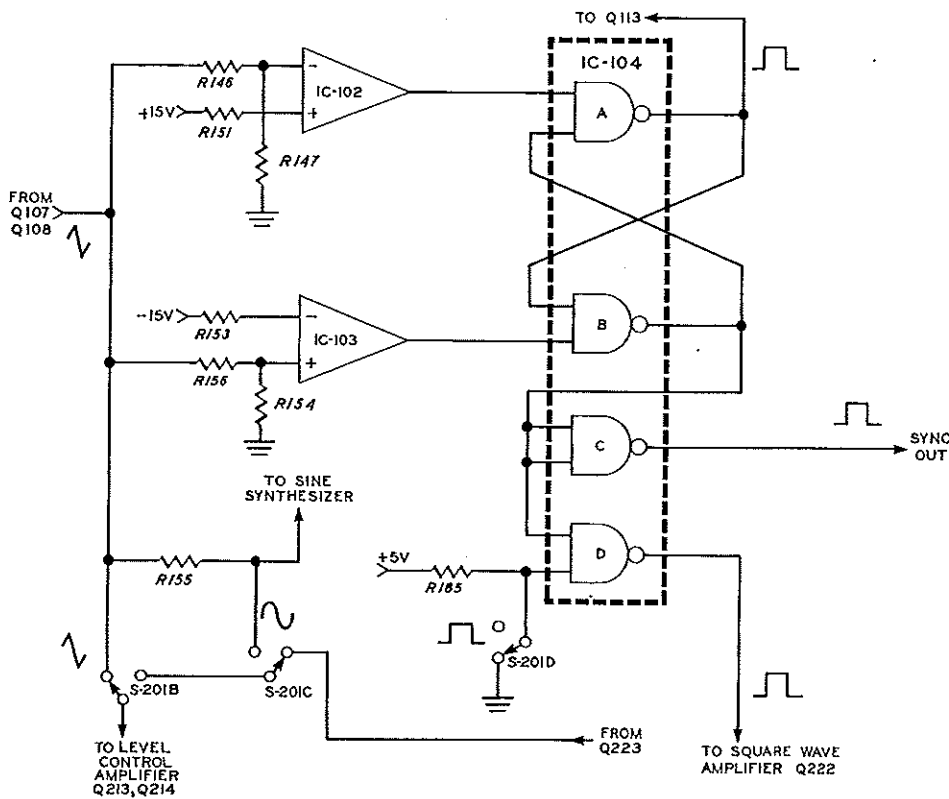 TO Q113
IC-104
R146
−
IC-102
+
+15V
R151
A
R147
FROM
Q107
Q108
−15V
R153
−
IC-103
+
B
R156
R154
C
SYNC
OUT
TO SINE
SYNTHESIZER
+5V
D
R155
R185
S-201B
S-201C
S-201D
TO LEVEL
CONTROL
AMPLIFIER
Q213, Q214
FROM
Q223
TO SQUARE WAVE
AMPLIFIER Q222